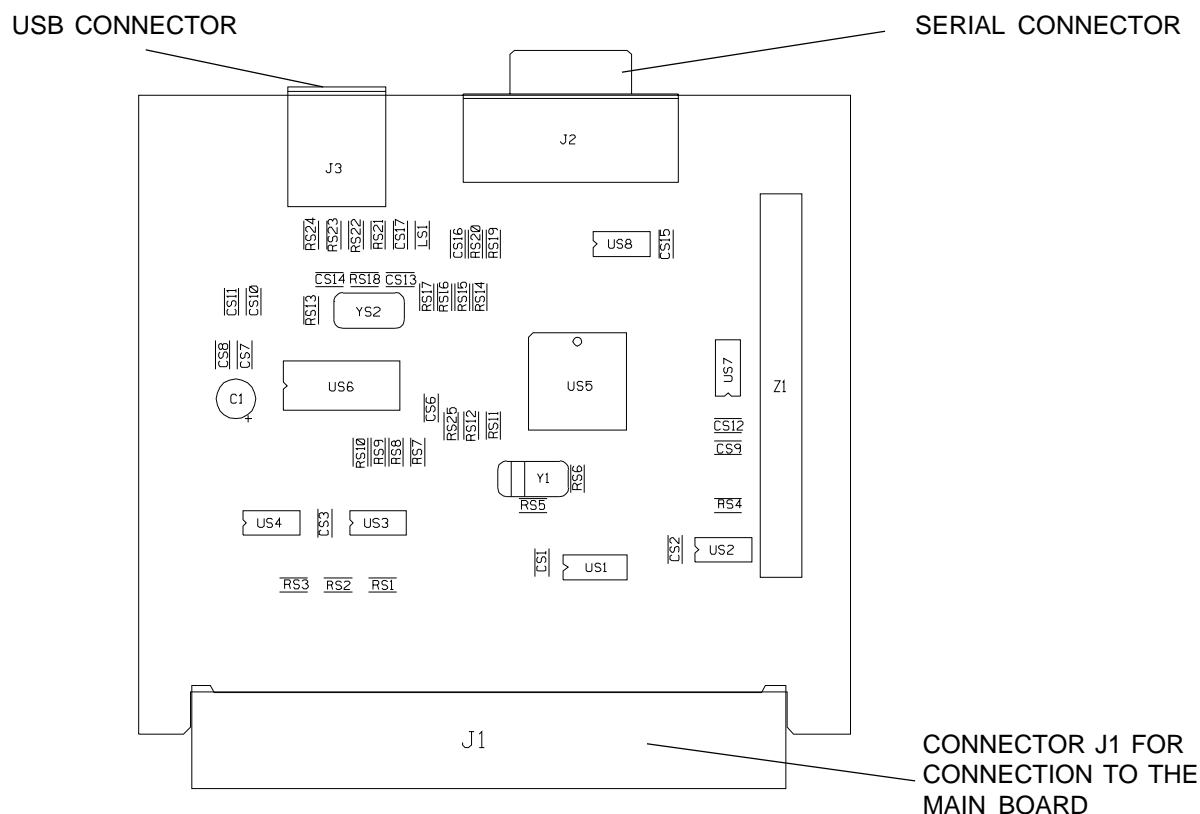 USB CONNECTOR
SERIAL CONNECTOR
J2
J3
RS24
RS23
RS22
RS21
CS17
LS1
CS16
RS20
RS19
US8
CS15
CS14
RS18
CS13
CS11
CS10
RS13
YS2
RS17
RS16
RS15
RS14
CS8
CS7
C1
+
US6
US5
US7
Z1
CS6
RS25
RS12
RS11
CS12
CS9
RS10
RS9
RS8
RS7
Y1
RS6
RS5
RS4
US4
CS3
US3
CS2
US2
CS1
US1
RS3
RS2
RS1
J1
CONNECTOR J1 FOR
CONNECTION TO THE
MAIN BOARD